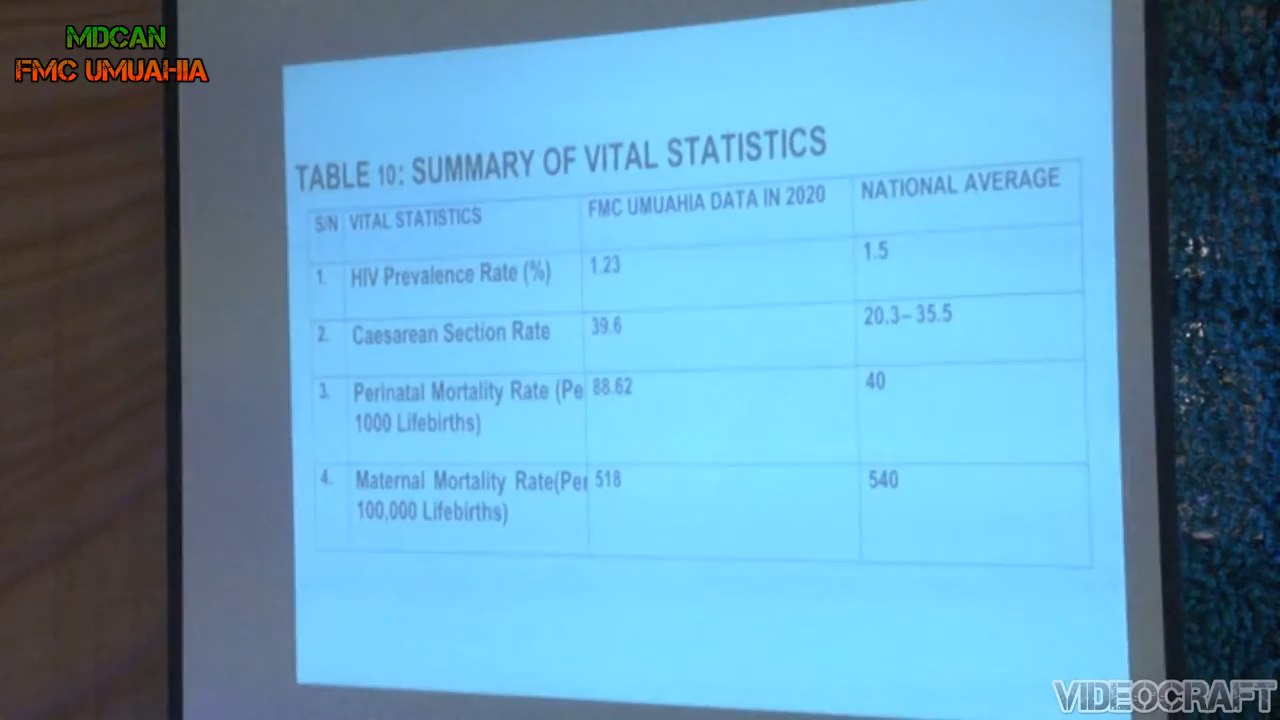 MDCAN
FMC UMUAHIA
TABLE 10: SUMMARY OF VITAL STATISTICS
S/N VITAL STATISTICS FMC UMUAHIA DATA IN 2020 NATIONAL AVERAGE
1. HIV Prevalence Rate (%) 1.23 1.5
2. Caesarean Section Rate 39.6 20.3– 35.5
3. Perinatal Mortality Rate (Pe 88.62 40
1000 Lifebirths)
4. Maternal Mortality Rate(Per 518 540
100,000 Lifebirths)
VIDEOCRAFT